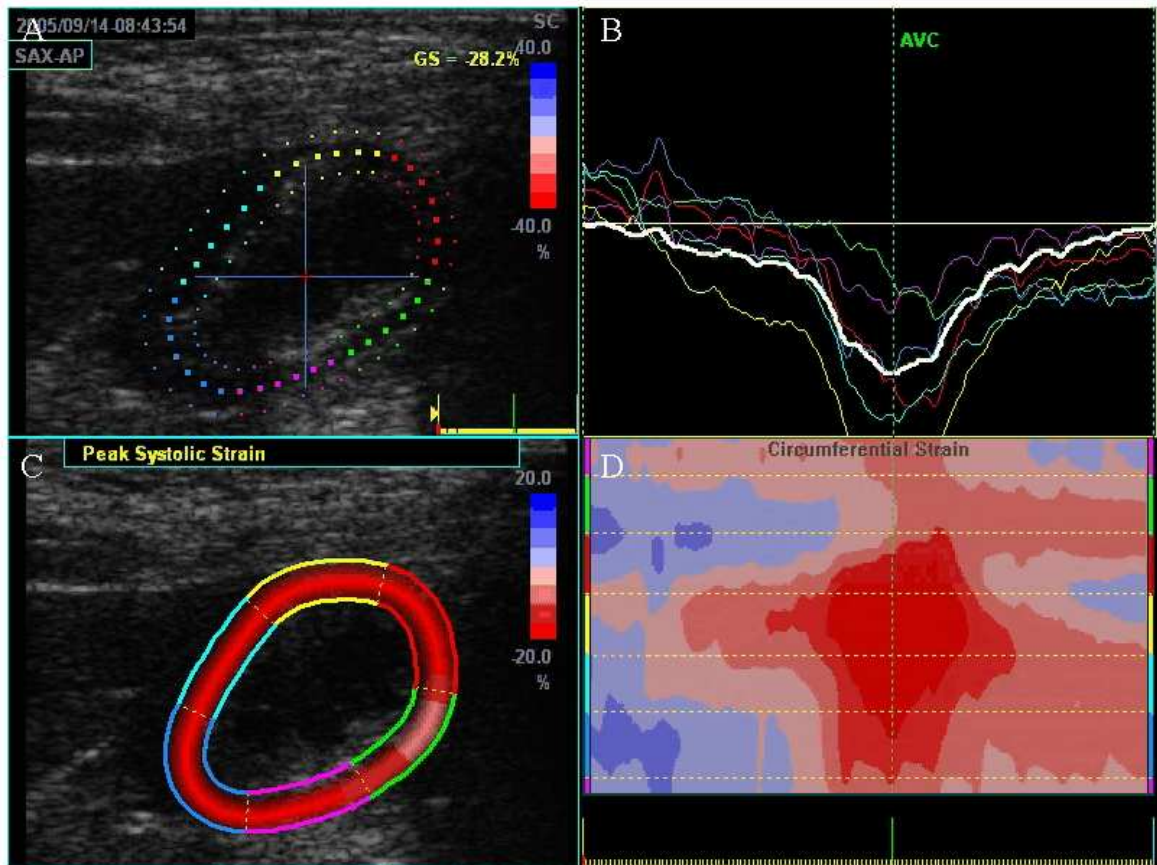 A
2005/09/14-08:43:54
SAX-AP
SC
40.0
GS = -28.2%
-40.0
%
B
AVC
C
Peak Systolic Strain
20.0
-20.0
%
D
Circumferential Strain